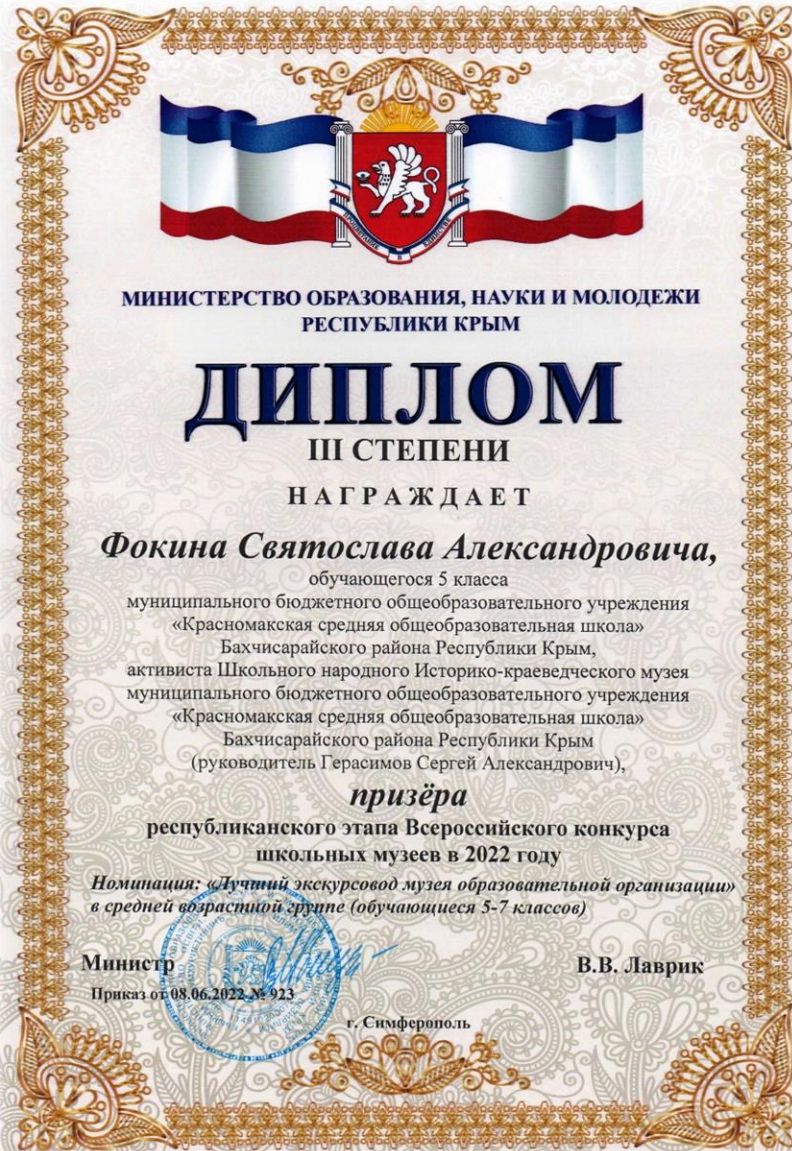 ПРОЦВЕТАНИЕ В ЕДИНСТВЕ
МИНИСТЕРСТВО ОБРАЗОВАНИЯ, НАУКИ И МОЛОДЕЖИ
РЕСПУБЛИКИ КРЫМ
ДИПЛОМ
III СТЕПЕНИ
НАГРАЖДАЕТ
Фокина Святослава Александровича,
обучающегося 5 класса
муниципального бюджетного общеобразовательного учреждения
«Красномакская средняя общеобразовательная школа»
Бахчисарайского района Республики Крым,
активиста Школьного народного Историко-краеведческого музея
муниципального бюджетного общеобразовательного учреждения
«Красномакская средняя общеобразовательная школа»
Бахчисарайского района Республики Крым
(руководитель Герасимов Сергей Александрович),
призёра
республиканского этапа Всероссийского конкурса
школьных музеев в 2022 году
Номинация: «Лучший экскурсовод музея образовательной организации»
в средней возрастной группе (обучающиеся 5-7 классов)
Министр В.В. Лаврик
Приказ от 08.06.2022 № 923
г. Симферополь